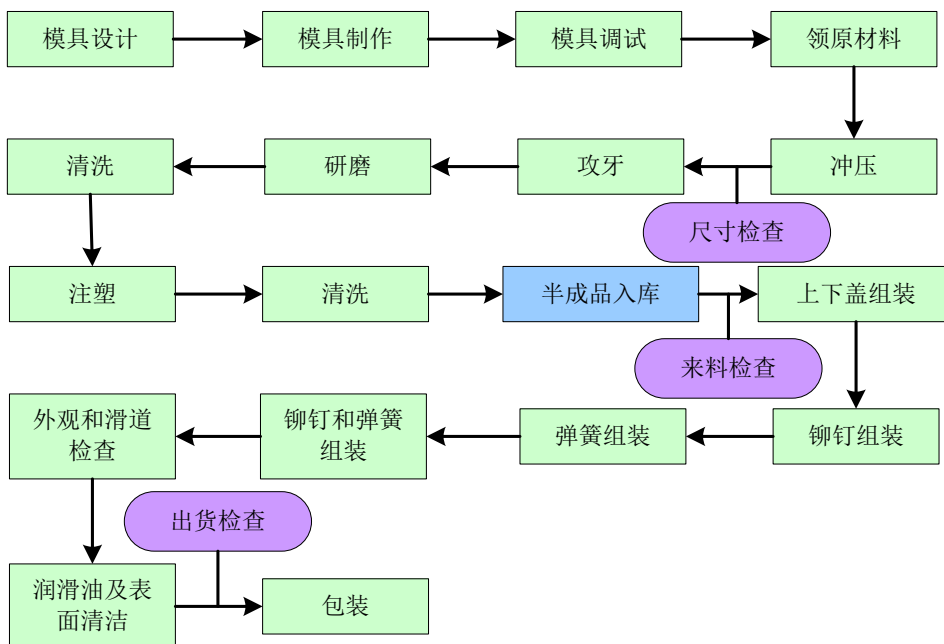 模具设计
模具制作
模具调试
领原材料
清洗
研磨
攻牙
冲压
尺寸检查
注塑
清洗
半成品入库
上下盖组装
来料检查
外观和滑道
检查
铆钉和弹簧
组装
弹簧组装
铆钉组装
出货检查
润滑油及表
面清洁
包装